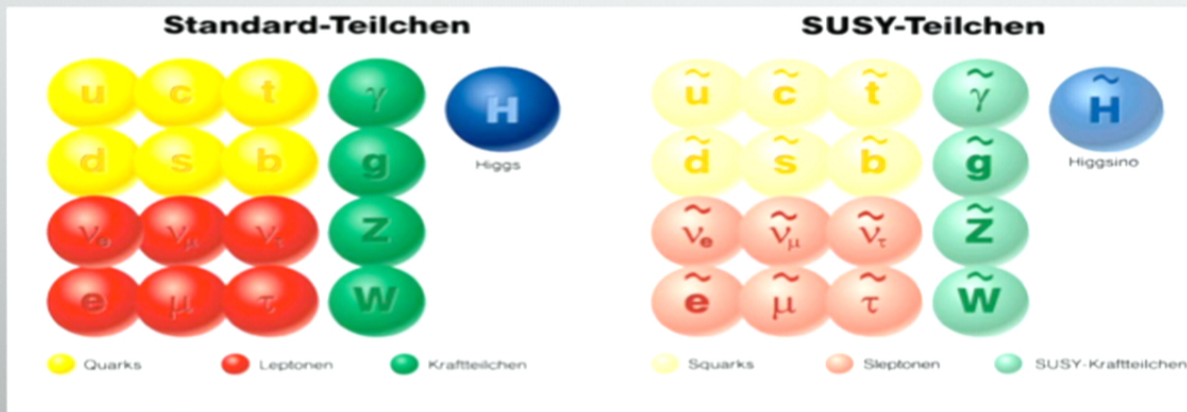 Standard-Teilchen
u c t γ H
Higgs
d s b g
νe νμ ντ Z
e μ τ W
Quarks Leptonen Kraftteilchen
SUSY-Teilchen
ũ c̃ t̃ γ̃ H̃
Higgsino
d̃ s̃ b̃ g̃
ν̃e ν̃μ ν̃τ Z̃
ẽ μ̃ τ̃ W̃
Squarks Sleptonen SUSY-Kraftteilchen